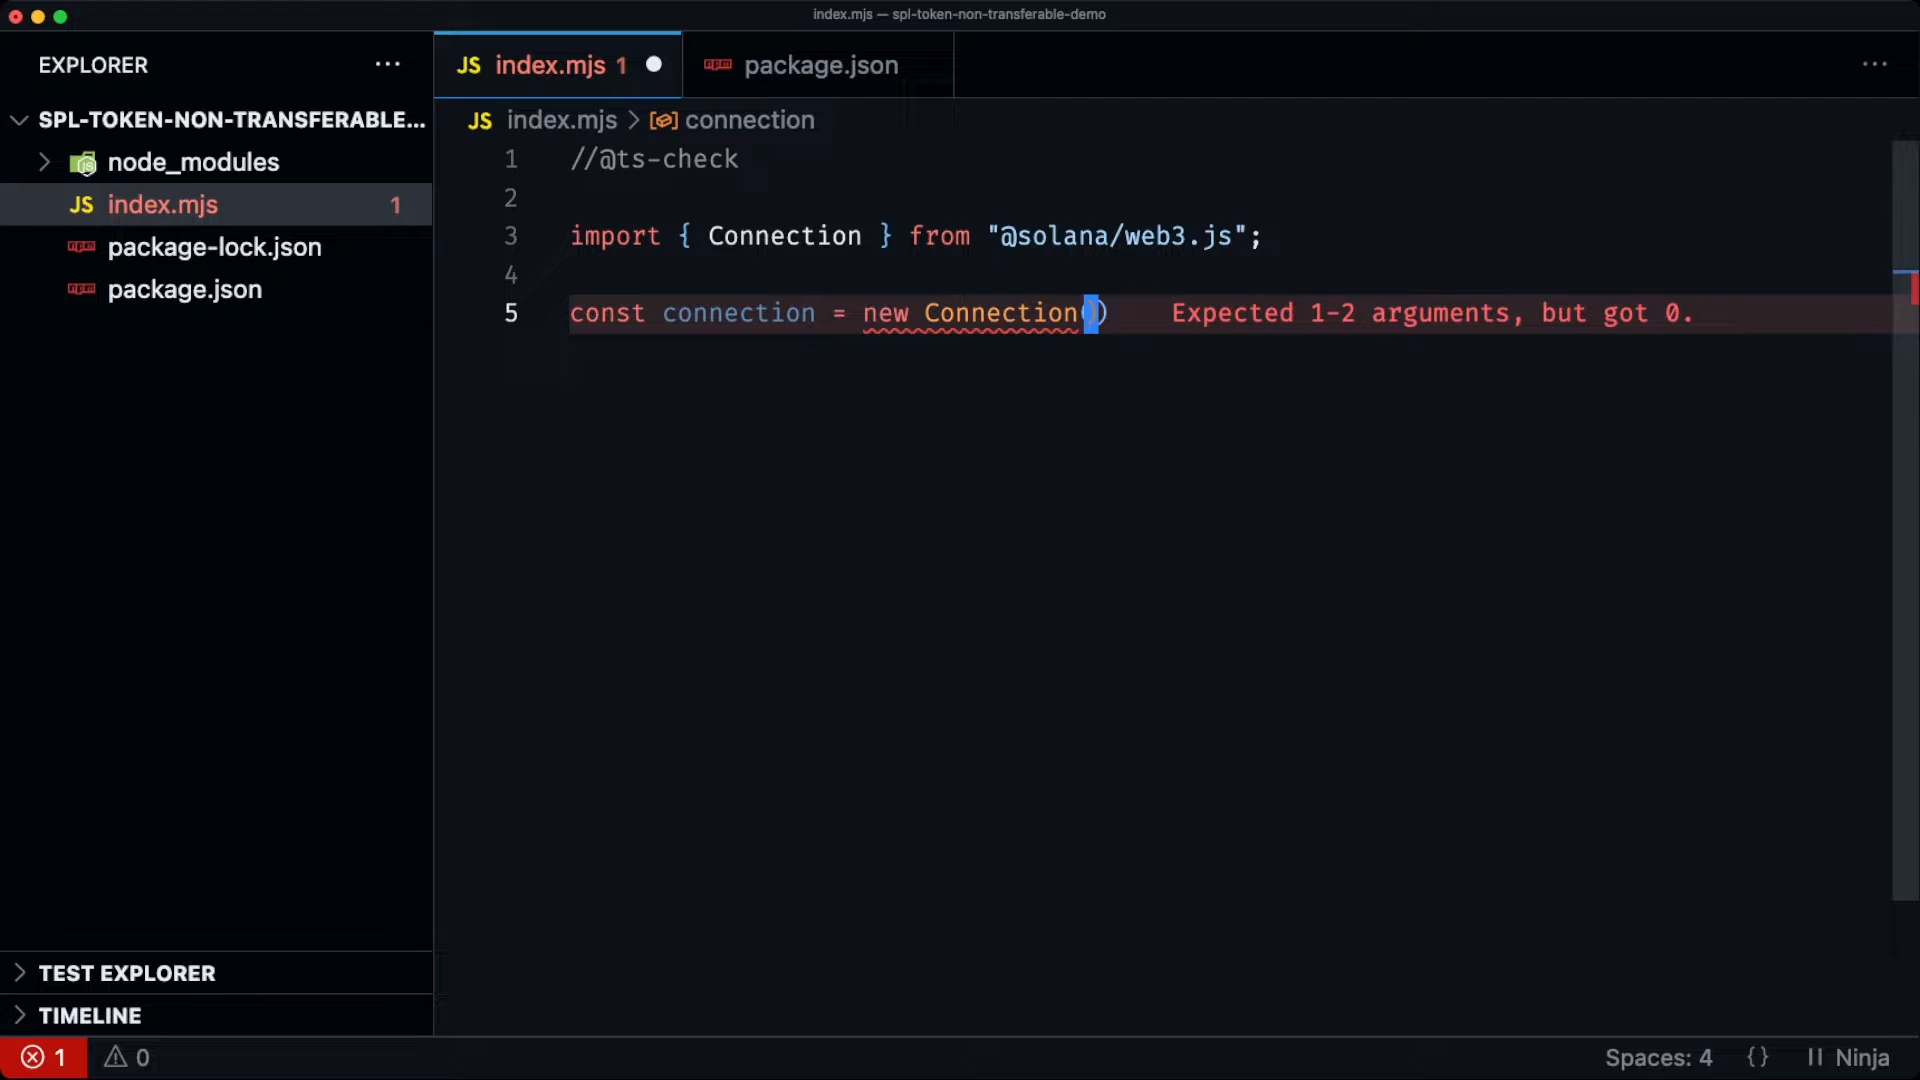 index.mjs — spl-token-non-transferable-demo
EXPLORER
SPL-TOKEN-NON-TRANSFERABLE...
node_modules
JS index.mjs 1
package-lock.json
package.json
TEST EXPLORER
TIMELINE
JS index.mjs 1
package.json
JS index.mjs > connection
1 //@ts-check
2
3 import { Connection } from "@solana/web3.js";
4
5 const connection = new Connection() Expected 1-2 arguments, but got 0.
1 0
Spaces: 4 {} Ninja